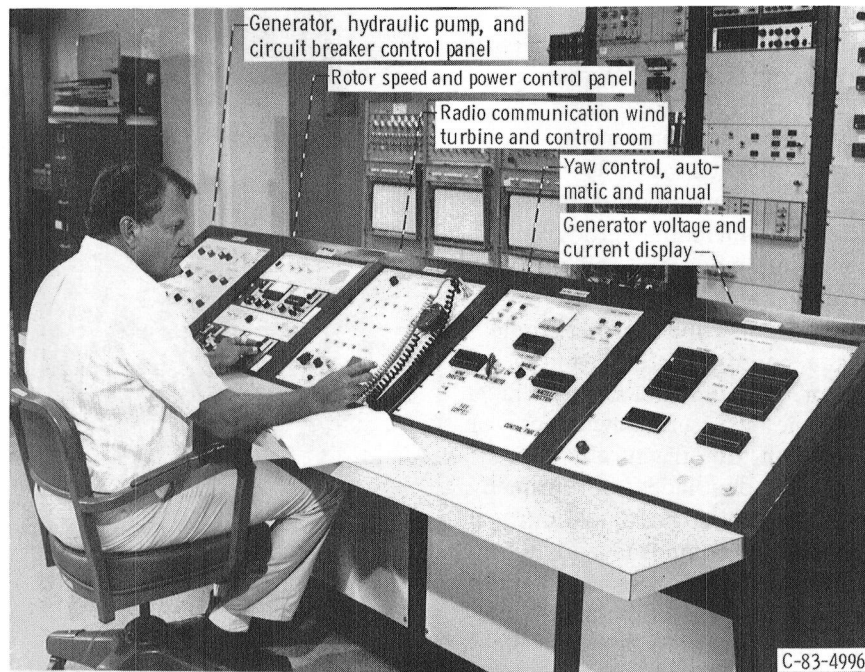 Generator, hydraulic pump, and
circuit breaker control panel
Rotor speed and power control panel
Radio communication wind
turbine and control room
Yaw control, auto-
matic and manual
Generator voltage and
current display
C-83-4996